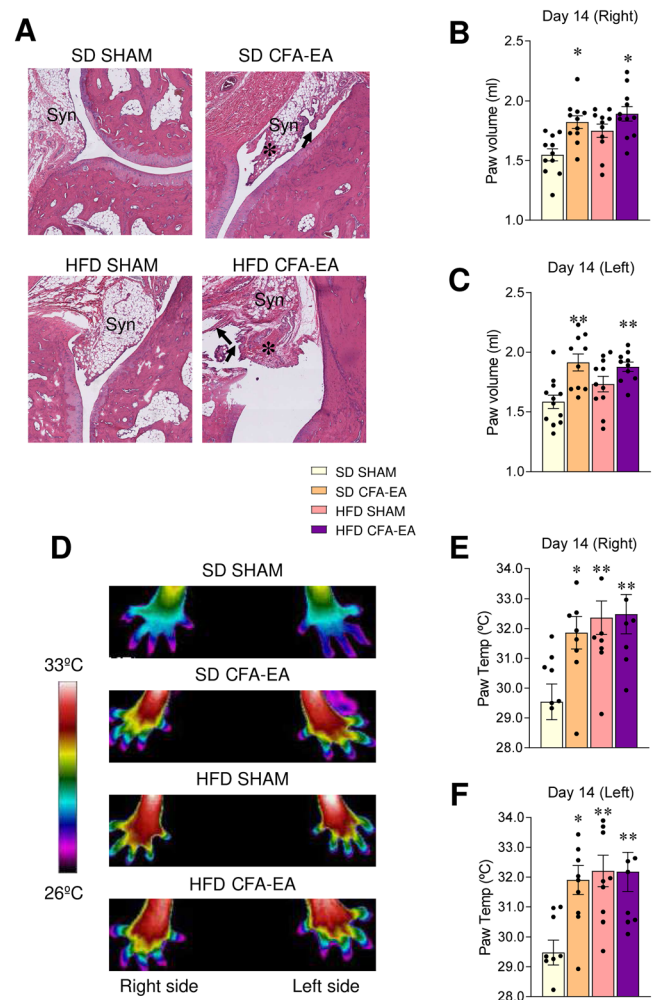 A
SD SHAM
SD CFA-EA
Syn
Syn
*
HFD SHAM
HFD CFA-EA
Syn
Syn
*
B
Day 14 (Right)
Paw volume (ml)
2.5
2.0
1.5
1.0
*
*
C
Day 14 (Left)
Paw volume (ml)
2.5
2.0
1.5
1.0
**
**
SD SHAM
SD CFA-EA
HFD SHAM
HFD CFA-EA
D
SD SHAM
SD CFA-EA
HFD SHAM
HFD CFA-EA
33ºC
26ºC
Right side
Left side
E
Day 14 (Right)
Paw Temp (ºC)
34.0
33.0
32.0
31.0
30.0
29.0
28.0
*
**
**
F
Day 14 (Left)
Paw Temp (ºC)
34.0
33.0
32.0
31.0
30.0
29.0
28.0
*
**
**